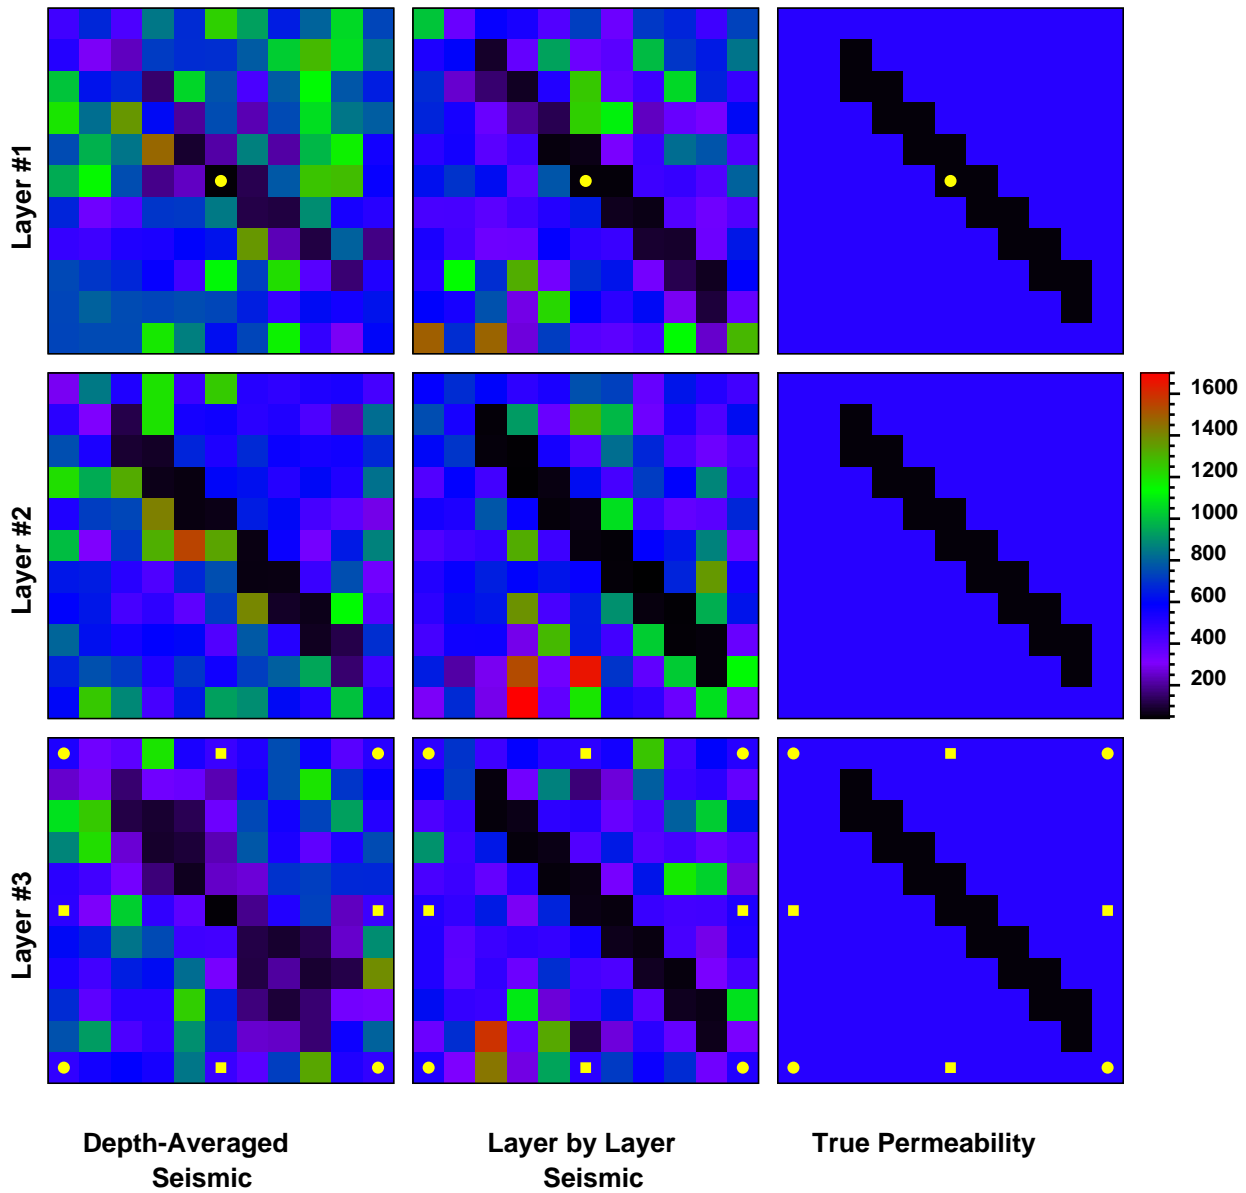 Layer #1
Layer #2
1600
1400
1200
1000
800
600
400
200
Layer #3
Depth-Averaged
Seismic
Layer by Layer
Seismic
True Permeability